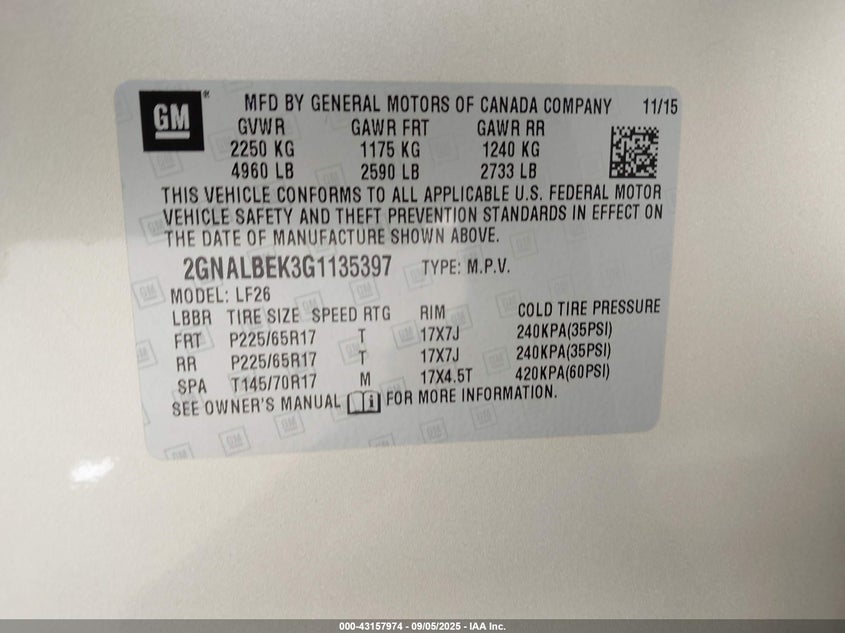 GM® MFD BY GENERAL MOTORS OF CANADA COMPANY 11/15
GVWR GAWR FRT GAWR RR
2250 KG 1175 KG 1240 KG
4960 LB 2590 LB 2733 LB
THIS VEHICLE CONFORMS TO ALL APPLICABLE U.S. FEDERAL MOTOR
VEHICLE SAFETY AND THEFT PREVENTION STANDARDS IN EFFECT ON
THE DATE OF MANUFACTURE SHOWN ABOVE.
2GNALBEK3G1135397 TYPE: M.P.V.
MODEL: LF26
LBBR TIRE SIZE SPEED RTG RIM COLD TIRE PRESSURE
FRT P225/65R17 T 17X7J 240KPA(35PSI)
RR P225/65R17 T 17X7J 240KPA(35PSI)
SPA T145/70R17 M 17X4.5T 420KPA(60PSI)
SEE OWNER'S MANUAL FOR MORE INFORMATION.
000-43157974 - 09/05/2025 - IAA Inc.